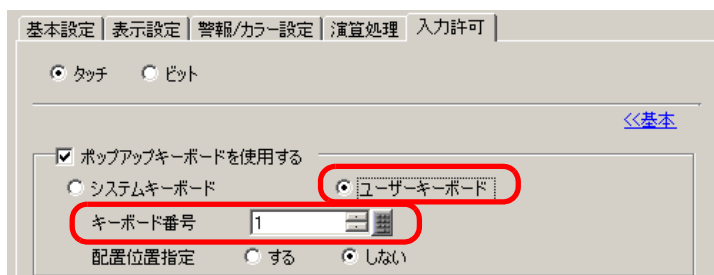 基本設定 表示設定 警報/カラー設定 演算処理 入力許可
タッチ ビット
<<基本
ポップアップキーボードを使用する
システムキーボード ユーザーキーボード
キーボード番号 1
配置位置指定 する しない